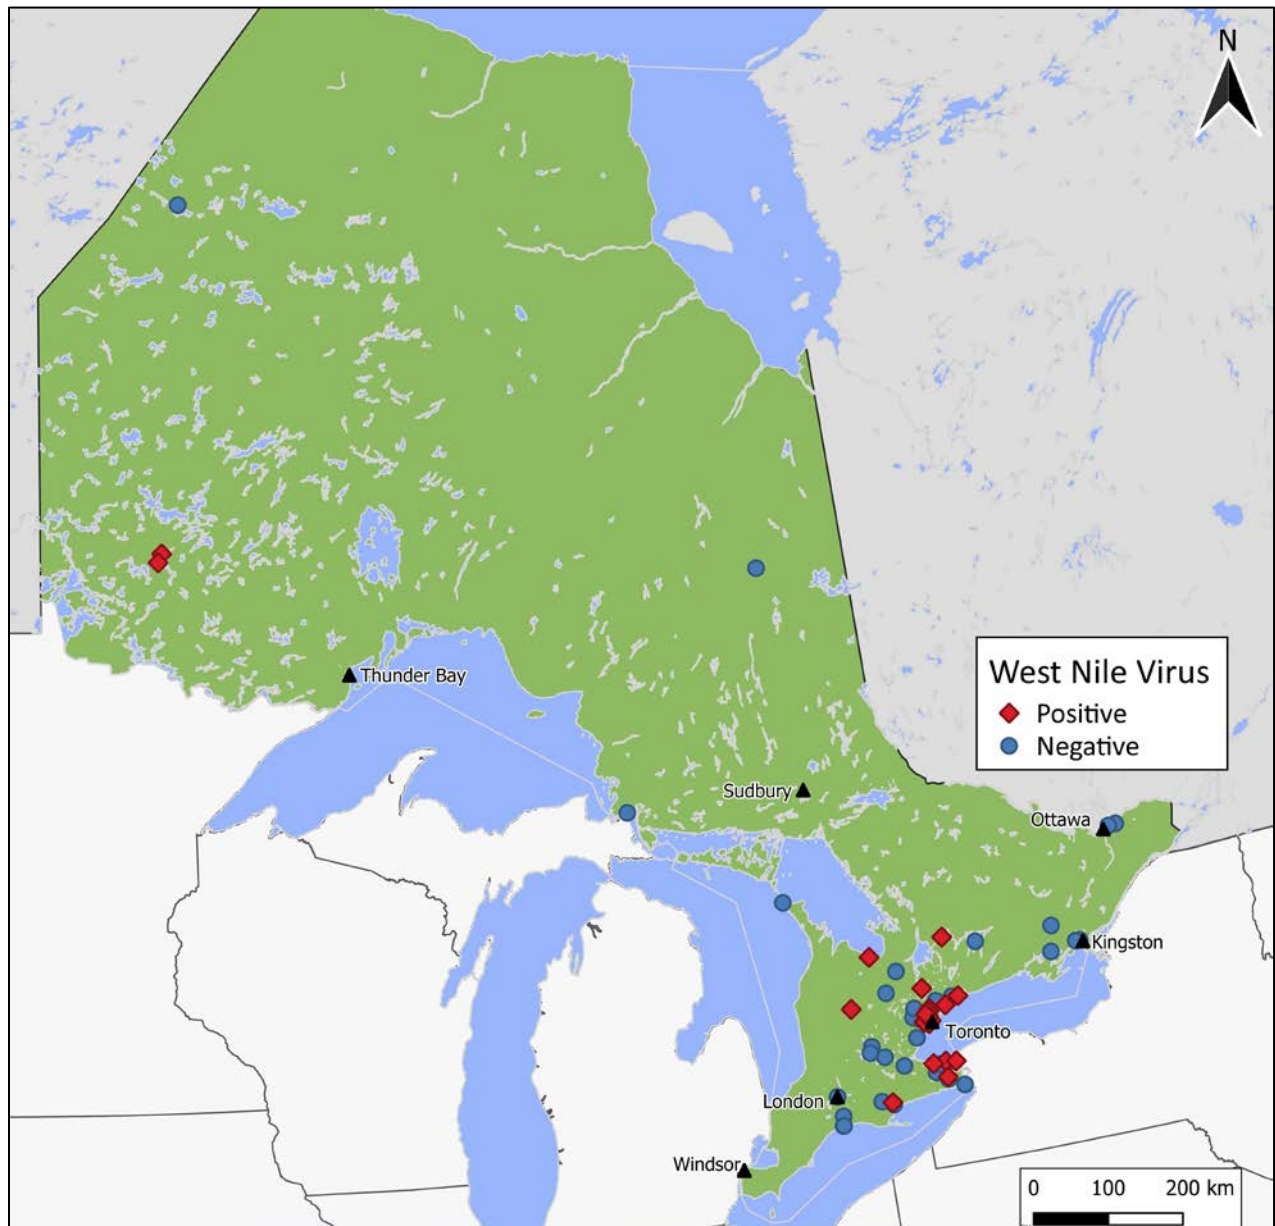 N
Thunder Bay
West Nile Virus
Positive
Negative
Sudbury
Ottawa
Kingston
Toronto
London
Windsor
0 100 200 km